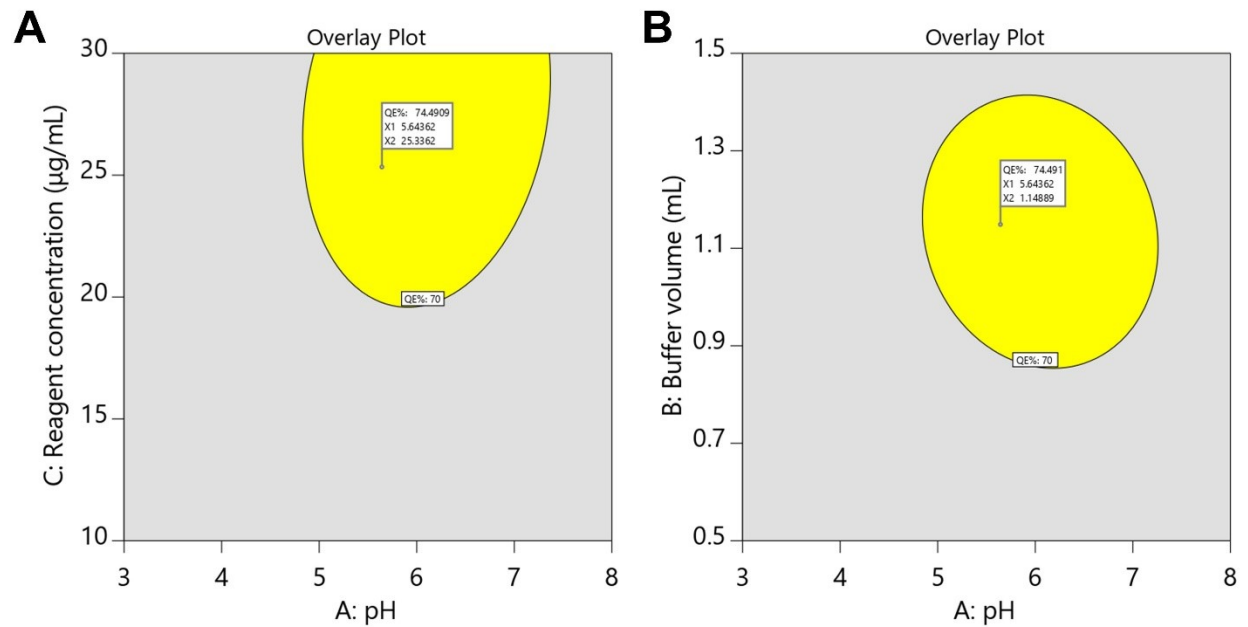 A
Overlay Plot
C: Reagent concentration (µg/mL)
30
25
20
15
10
QE%: 74.4909
X1 5.64362
X2 25.3362
QE%: 70
3 4 5 6 7 8
A: pH
B
Overlay Plot
B: Buffer volume (mL)
1.5
1.3
1.1
0.9
0.7
0.5
QE%: 74.491
X1 5.64362
X2 1.14889
QE%: 70
3 4 5 6 7 8
A: pH